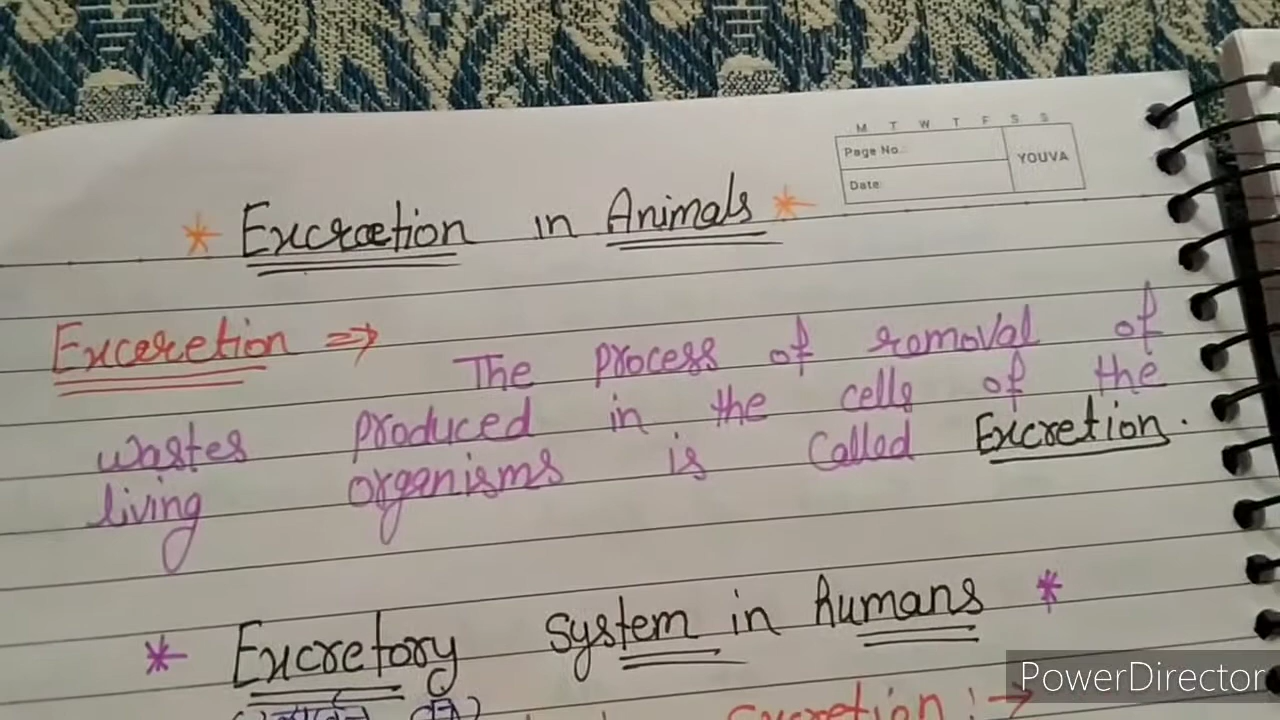 M T W T F S S
Page No.:
YOUVA
Date:
* Excretion in Animals *
Exceretion ⇒
The process of removal of
wastes produced in the cells of the
living organisms is called Excretion.
* Excretory system in humans *
excretion : →
PowerDirector